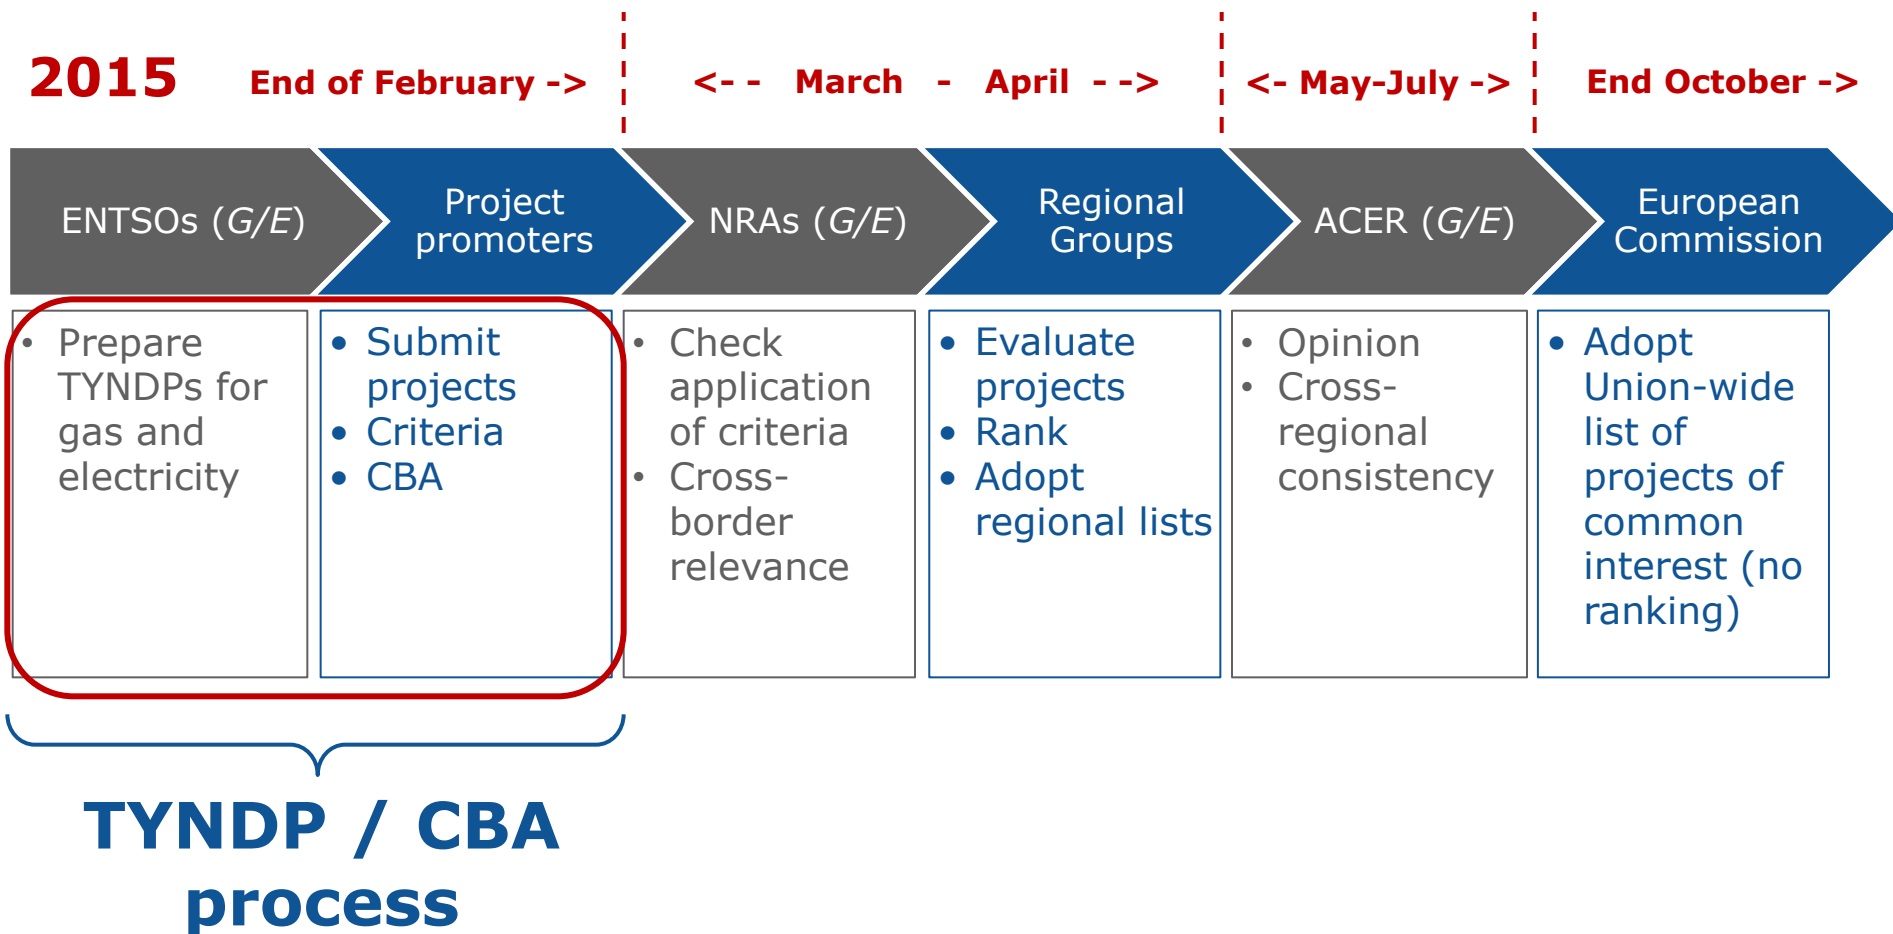 2015 End of February -> <- - March - April - -> <- May-July -> End October ->
ENTSOs (G/E)
Project
promoters
NRAs (G/E)
Regional
Groups
ACER (G/E)
European
Commission
• Prepare
TYNDPs for
gas and
electricity
• Submit
projects
• Criteria
• CBA
• Check
application
of criteria
• Cross-
border
relevance
• Evaluate
projects
• Rank
• Adopt
regional lists
• Opinion
• Cross-
regional
consistency
• Adopt
Union-wide
list of
projects of
common
interest (no
ranking)
TYNDP / CBA
process